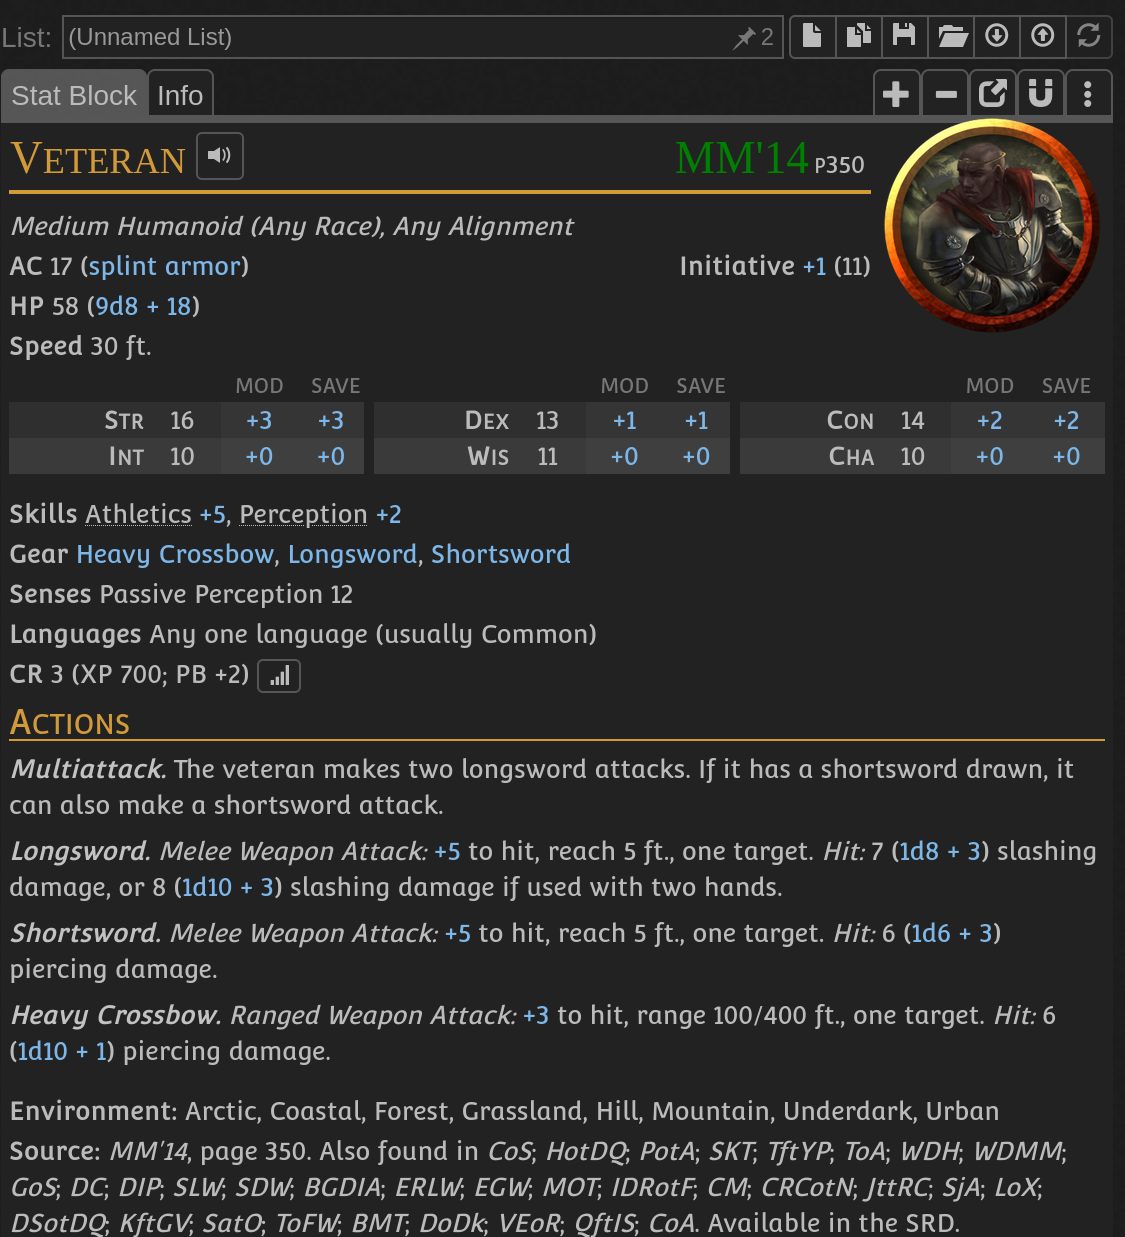 List: (Unnamed List) 2
Stat Block Info
VETERAN MM'14 P350
Medium Humanoid (Any Race), Any Alignment
AC 17 (splint armor) Initiative +1 (11)
HP 58 (9d8 + 18)
Speed 30 ft.
MOD SAVE MOD SAVE MOD SAVE
STR 16 +3 +3 DEX 13 +1 +1 CON 14 +2 +2
INT 10 +0 +0 WIS 11 +0 +0 CHA 10 +0 +0
Skills Athletics +5, Perception +2
Gear Heavy Crossbow, Longsword, Shortsword
Senses Passive Perception 12
Languages Any one language (usually Common)
CR 3 (XP 700; PB +2)
ACTIONS
Multiattack. The veteran makes two longsword attacks. If it has a shortsword drawn, it
can also make a shortsword attack.
Longsword. Melee Weapon Attack: +5 to hit, reach 5 ft., one target. Hit: 7 (1d8 + 3) slashing
damage, or 8 (1d10 + 3) slashing damage if used with two hands.
Shortsword. Melee Weapon Attack: +5 to hit, reach 5 ft., one target. Hit: 6 (1d6 + 3)
piercing damage.
Heavy Crossbow. Ranged Weapon Attack: +3 to hit, range 100/400 ft., one target. Hit: 6
(1d10 + 1) piercing damage.
Environment: Arctic, Coastal, Forest, Grassland, Hill, Mountain, Underdark, Urban
Source: MM'14, page 350. Also found in CoS; HotDQ; PotA; SKT; TftYP; ToA; WDH; WDMM;
GoS; DC; DIP; SLW; SDW; BGDIA; ERLW; EGW; MOT; IDRotF; CM; CRCotN; JttRC; SjA; LoX;
DSotDQ; KftGV; SatO; ToFW; BMT; DoDk; VEoR; QftIS; CoA. Available in the SRD.